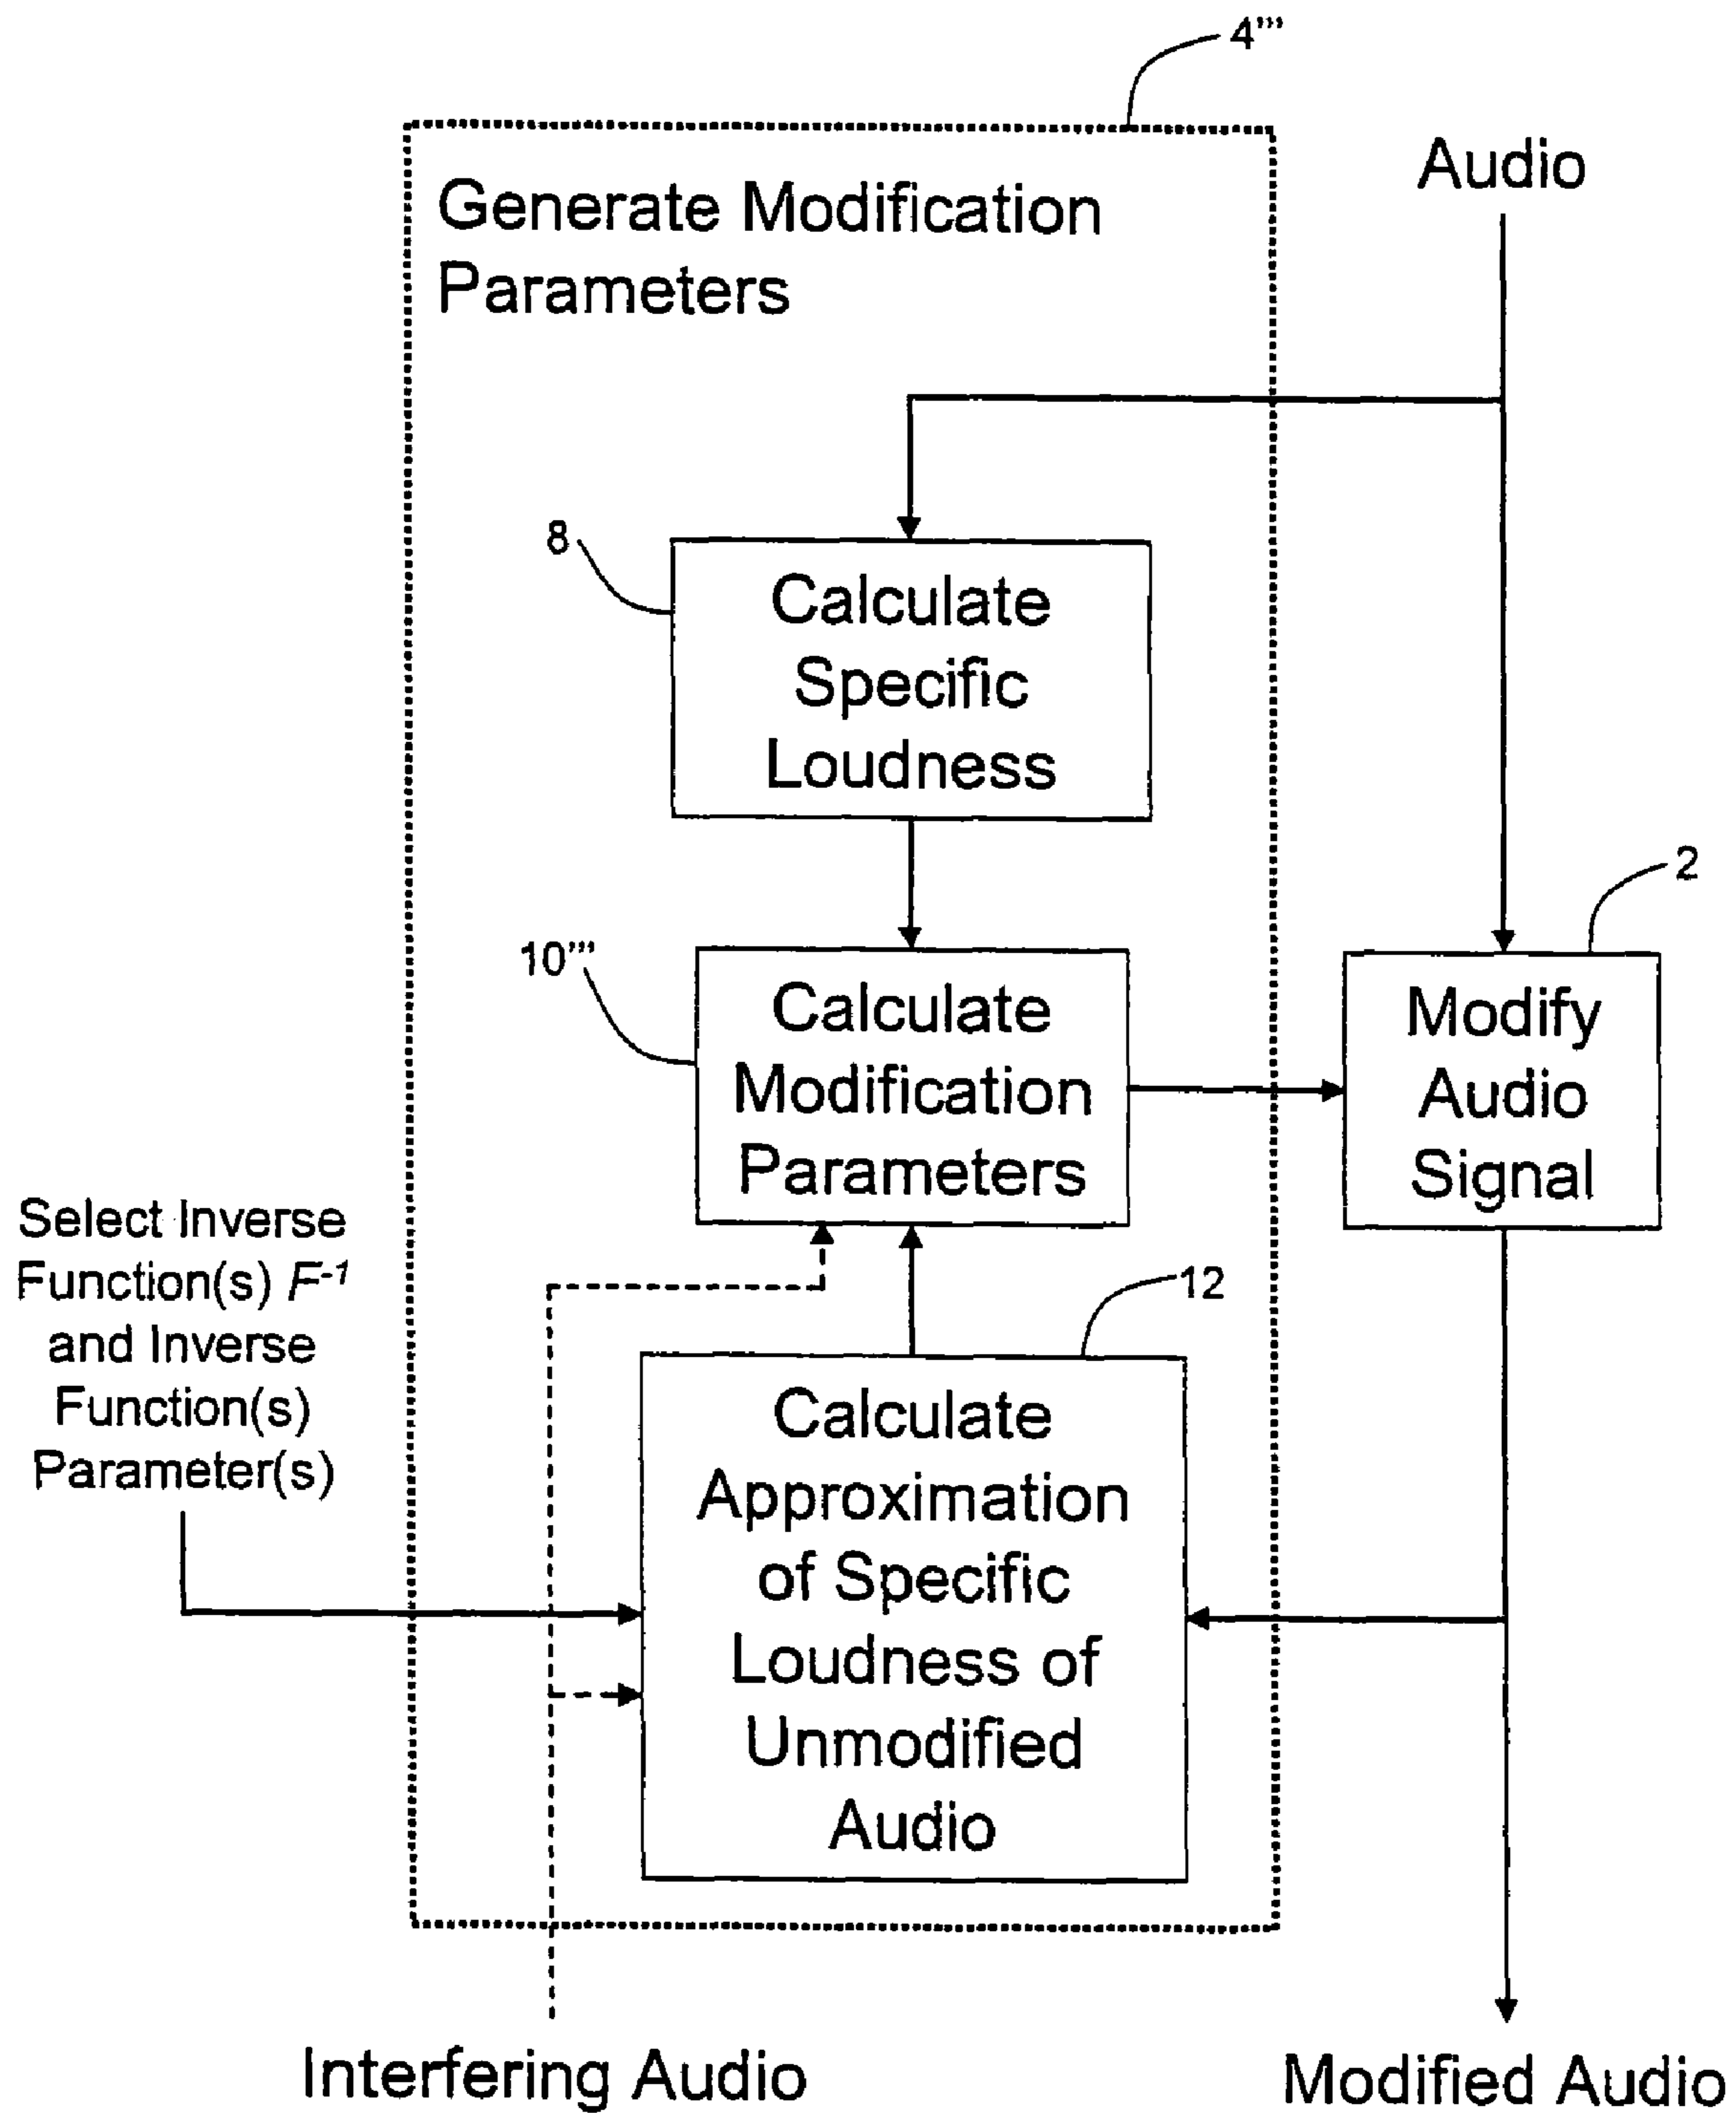 4'''
Audio
Generate Modification
Parameters
8
Calculate
Specific
Loudness
2
10'''
Calculate
Modification
Parameters
Modify
Audio
Signal
Select Inverse
Function(s) F-1
and Inverse
Function(s)
Parameter(s)
12
Calculate
Approximation
of Specific
Loudness of
Unmodified
Audio
Interfering Audio
Modified Audio